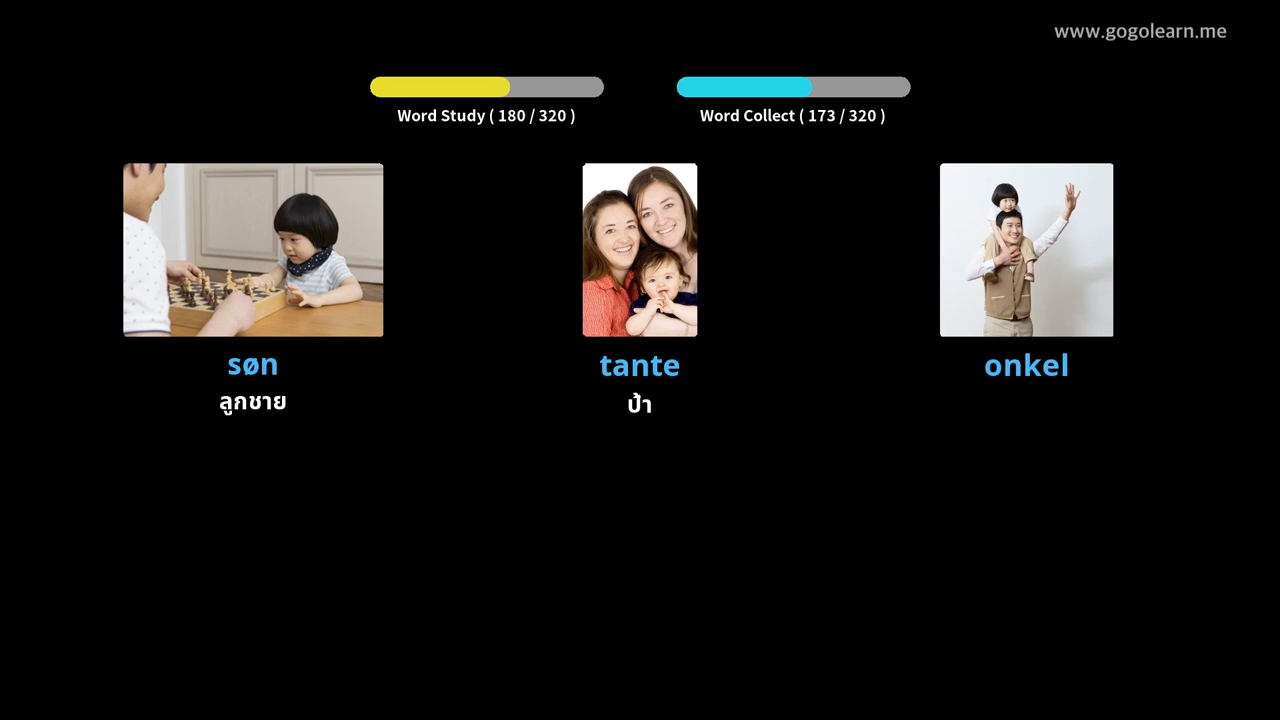 www.gogolearn.me
Word Study ( 180 / 320 )
Word Collect ( 173 / 320 )
søn
tante
onkel
ลูกชาย
ป้า